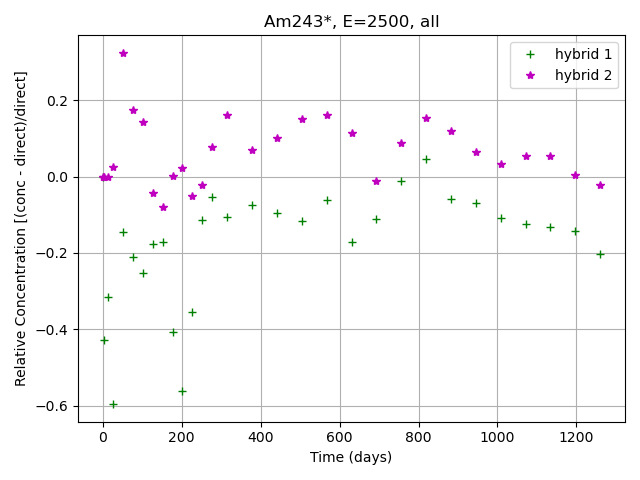 Am243*, E=2500, all
hybrid 1
hybrid 2
Relative Concentration [(conc - direct)/direct]
0.2
0.0
−0.2
−0.4
−0.6
0
200
400
600
800
1000
1200
Time (days)